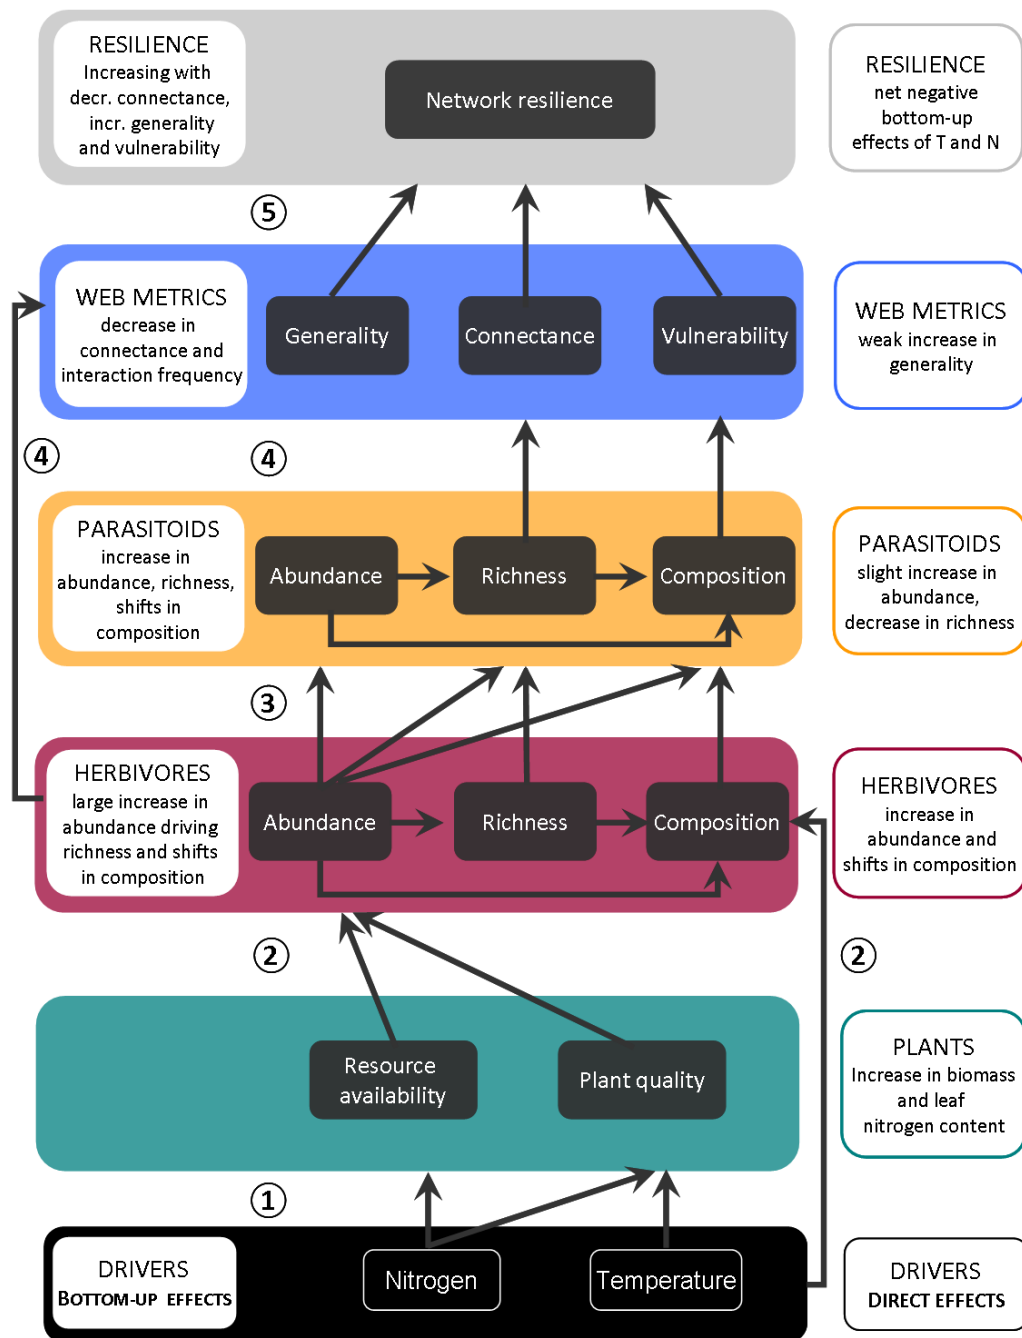 RESILIENCE
Increasing with
decr. connectance,
incr. generality
and vulnerability
Network resilience
RESILIENCE
net negative
bottom-up
effects of T and N
⑤
WEB METRICS
decrease in
connectance and
interaction frequency
Generality
Connectance
Vulnerability
WEB METRICS
weak increase in
generality
④
④
PARASITOIDS
increase in
abundance, richness,
shifts in
composition
Abundance
Richness
Composition
PARASITOIDS
slight increase in
abundance,
decrease in richness
③
HERBIVORES
large increase in
abundance driving
richness and shifts
in composition
Abundance
Richness
Composition
HERBIVORES
increase in
abundance and
shifts in composition
②
②
Resource
availability
Plant quality
PLANTS
Increase in biomass
and leaf
nitrogen content
①
DRIVERS
BOTTOM-UP EFFECTS
Nitrogen
Temperature
DRIVERS
DIRECT EFFECTS